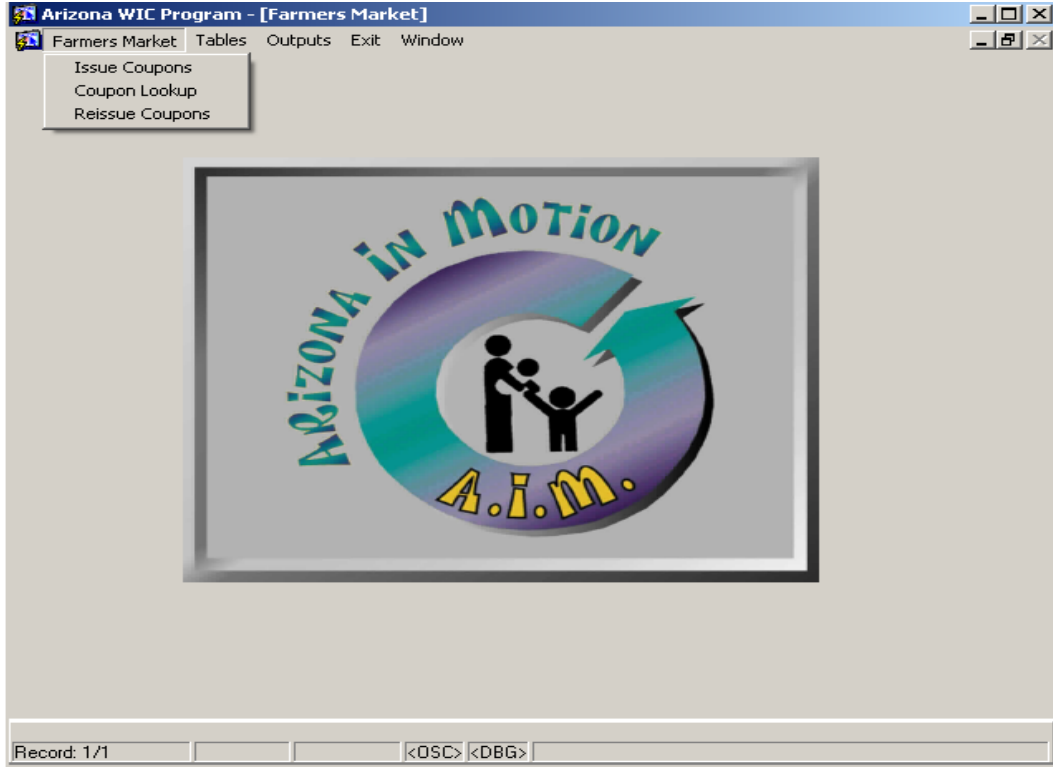 Arizona WIC Program - [Farmers Market]
Farmers Market Tables Outputs Exit Window
Issue Coupons
Coupon Lookup
Reissue Coupons
ARiZONA iN MOTiON
A.i.M.
Record: 1/1 <OSC> <DBG>